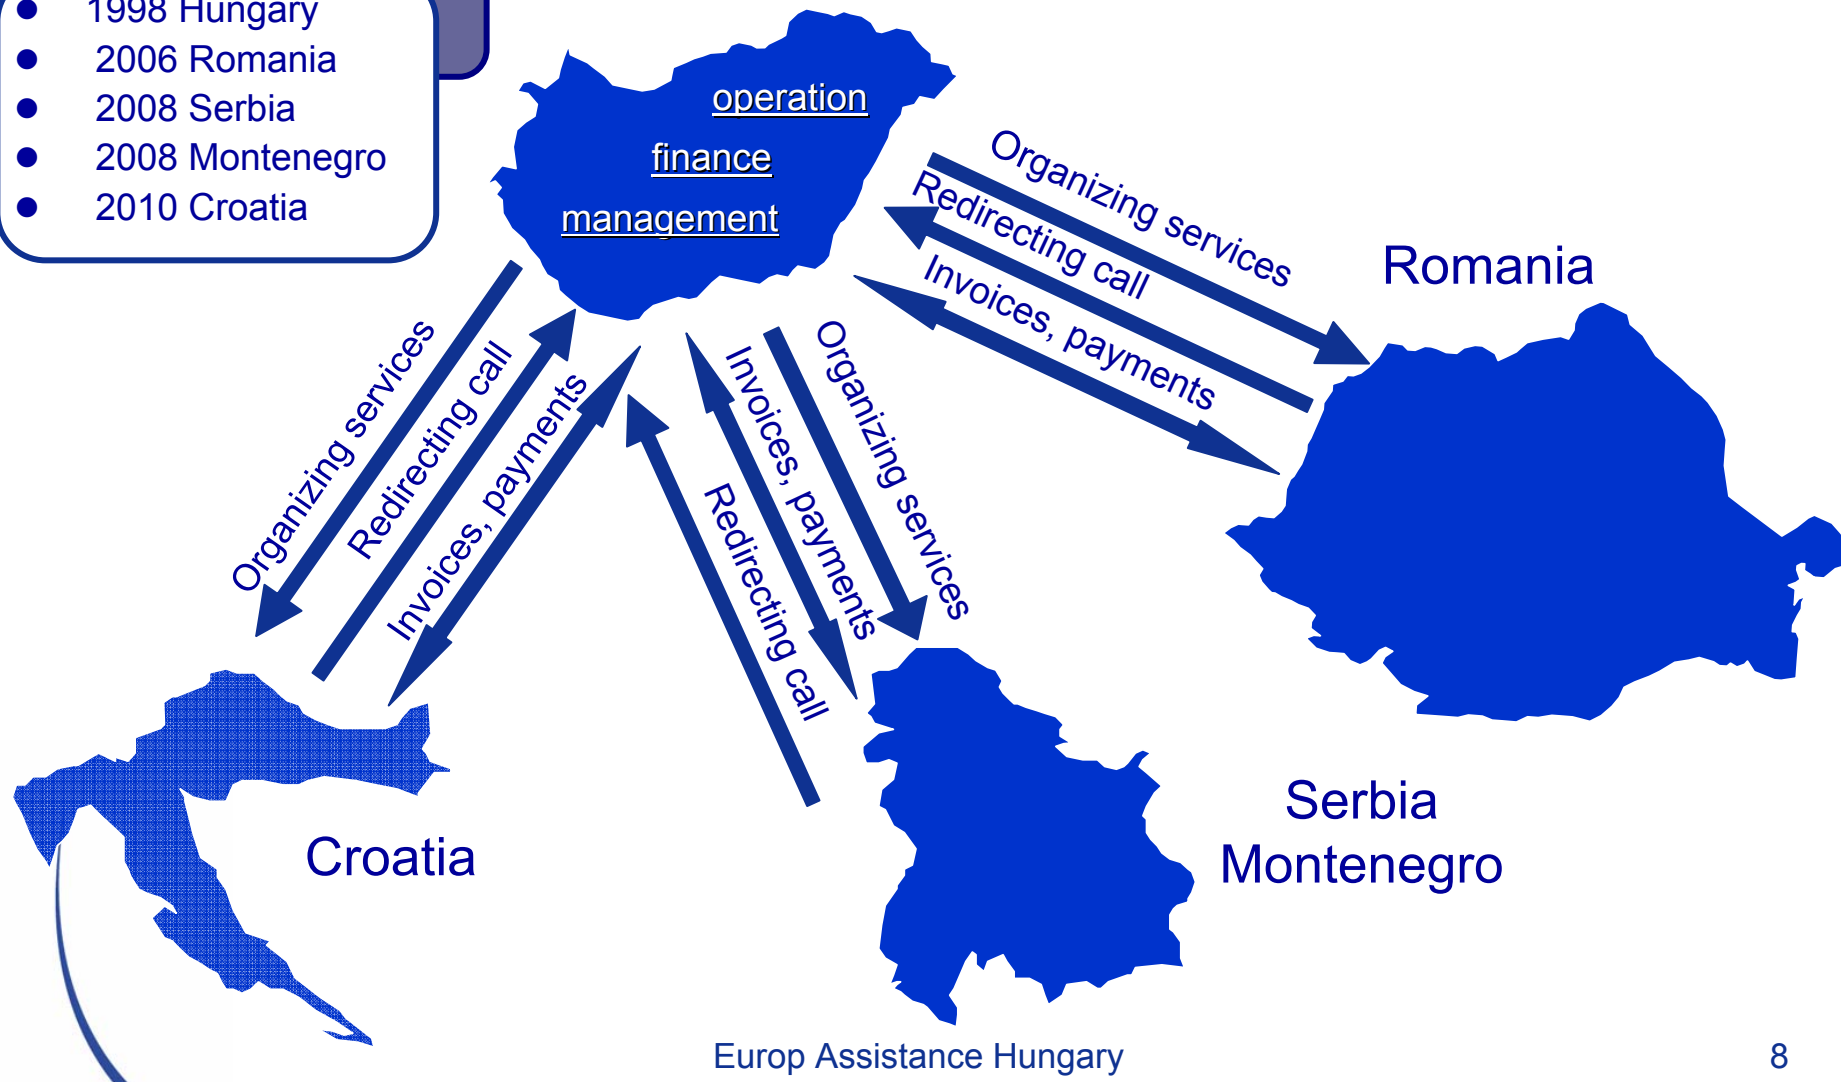 1998 Hungary
2006 Romania
2008 Serbia
2008 Montenegro
2010 Croatia
operation
finance
management
Organizing services
Redirecting call
Invoices, payments
Romania
Organizing services
Redirecting call
Invoices, payments
Invoices, payments
Organizing services
Redirecting call
Croatia
Serbia
Montenegro
Europ Assistance Hungary
8